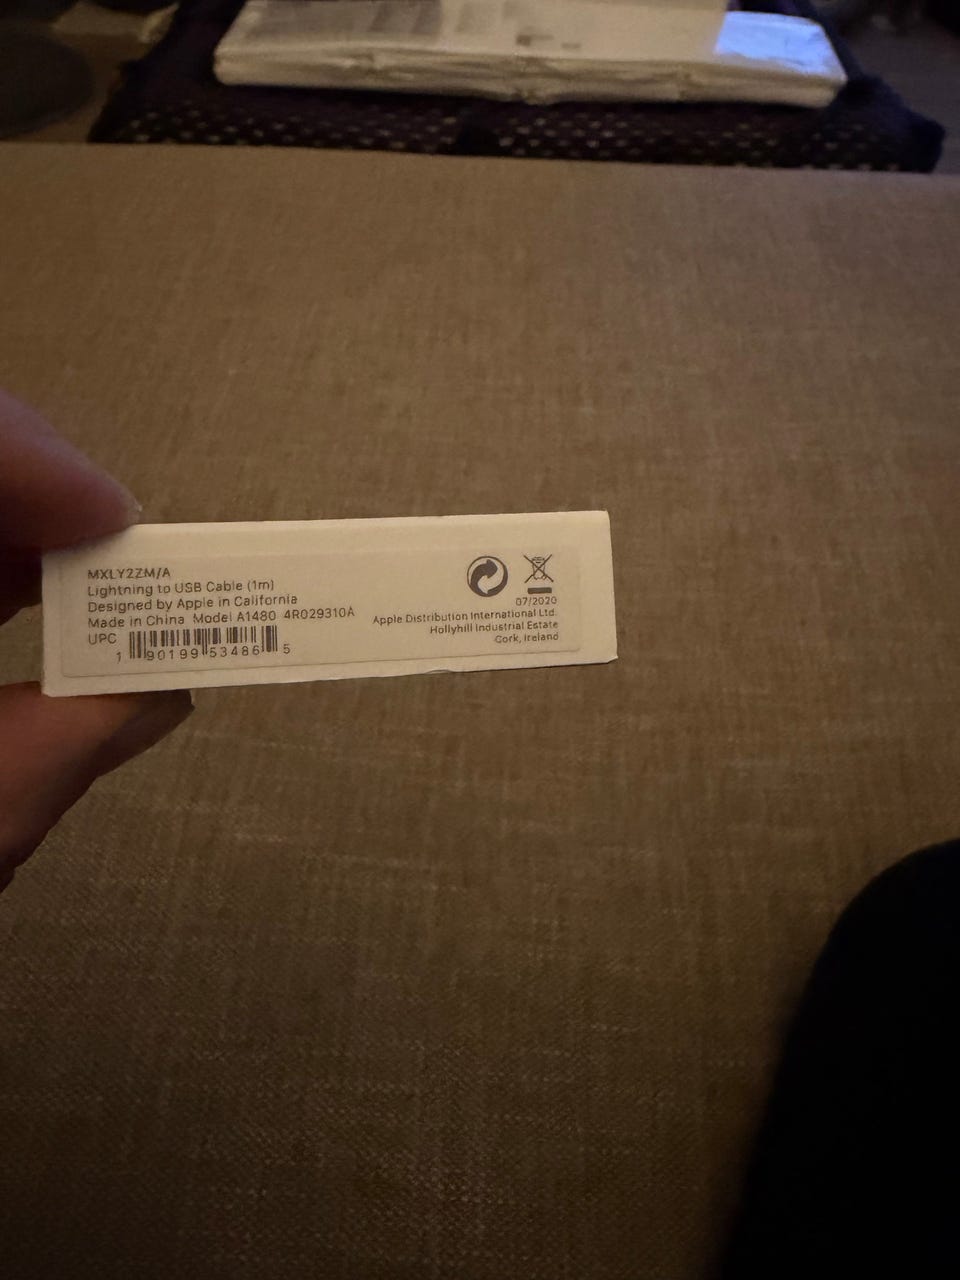 MXLY2ZM/A
Lightning to USB Cable (1m)
Designed by Apple in California
Made in China Model A1480 4R029310A
UPC
1 90199 53486 5
07/2020
Apple Distribution International Ltd.
Hollyhill Industrial Estate
Cork, Ireland